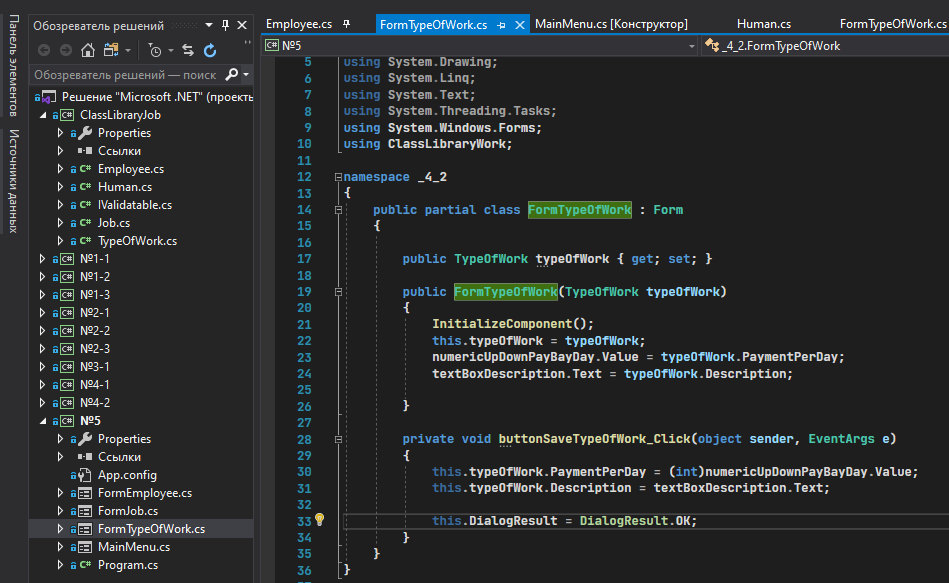 Панель элементов
Источники данных
Обозреватель решений
Обозреватель решений — поиск
Решение "Microsoft .NET" (проекты
ClassLibraryJob
Properties
Ссылки
Employee.cs
Human.cs
IValidatable.cs
Job.cs
TypeOfWork.cs
№1-1
№1-2
№1-3
№2-1
№2-2
№2-3
№3-1
№4-1
№4-2
№5
Properties
Ссылки
App.config
FormEmployee.cs
FormJob.cs
FormTypeOfWork.cs
MainMenu.cs
Program.cs
Employee.cs FormTypeOfWork.cs MainMenu.cs [Конструктор] Human.cs FormTypeOfWork.cs
C# №5 _4_2.FormTypeOfWork
5 using System.Drawing;
6 using System.Linq;
7 using System.Text;
8 using System.Threading.Tasks;
9 using System.Windows.Forms;
10 using ClassLibraryWork;
11
12 namespace _4_2
13 {
14 public partial class FormTypeOfWork : Form
15 {
16
17 public TypeOfWork typeOfWork { get; set; }
18
19 public FormTypeOfWork(TypeOfWork typeOfWork)
20 {
21 InitializeComponent();
22 this.typeOfWork = typeOfWork;
23 numericUpDownPayBayDay.Value = typeOfWork.PaymentPerDay;
24 textBoxDescription.Text = typeOfWork.Description;
25
26 }
27
28 private void buttonSaveTypeOfWork_Click(object sender, EventArgs e)
29 {
30 this.typeOfWork.PaymentPerDay = (int)numericUpDownPayBayDay.Value;
31 this.typeOfWork.Description = textBoxDescription.Text;
32
33 this.DialogResult = DialogResult.OK;
34 }
35 }
36 }